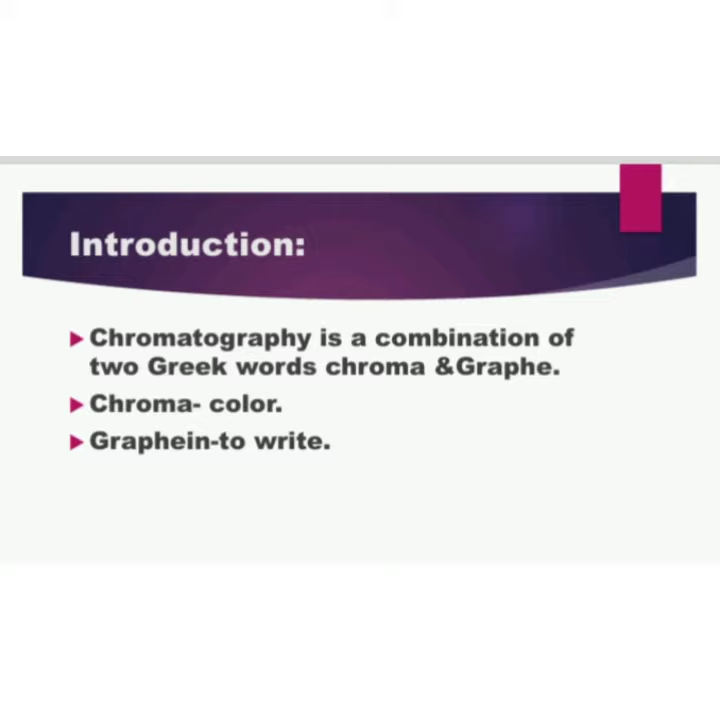 Introduction:
Chromatography is a combination of
two Greek words chroma &Graphe.
Chroma- color.
Graphein-to write.